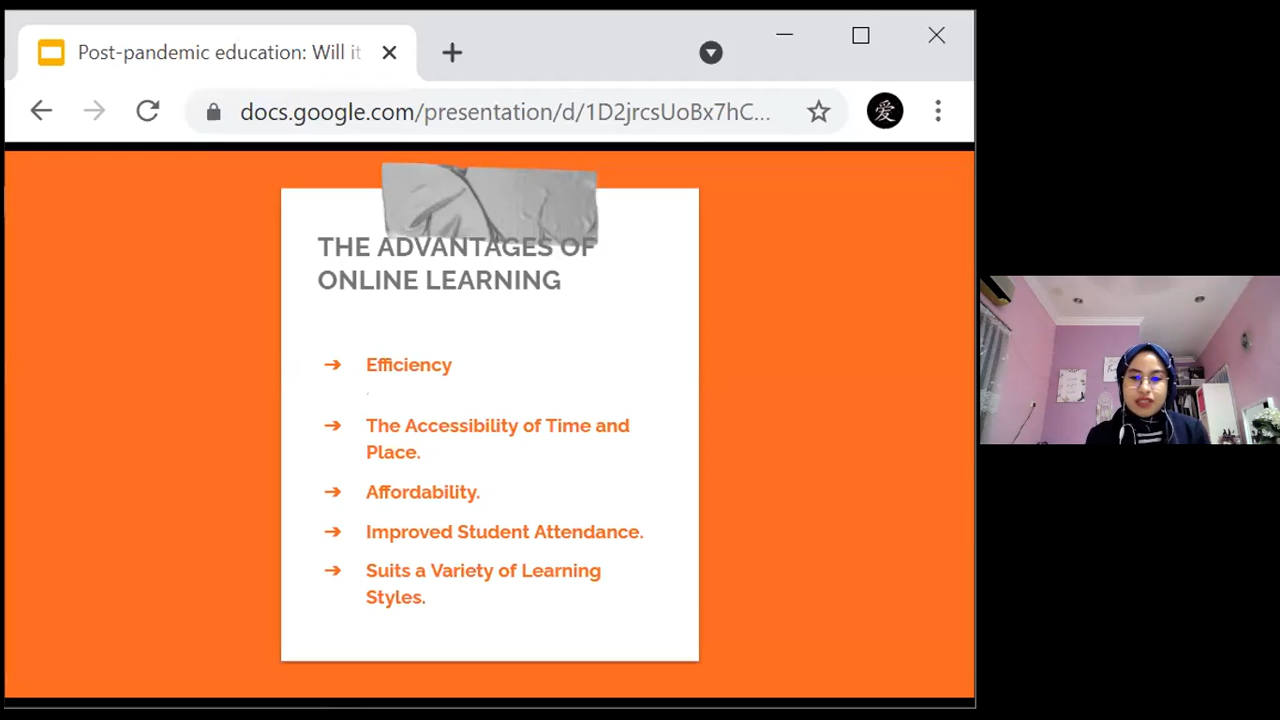 Post-pandemic education: Will it
docs.google.com/presentation/d/1D2jrcsUoBx7hC...
爱
THE ADVANTAGES OF
ONLINE LEARNING
➔ Efficiency
.
➔ The Accessibility of Time and
Place.
➔ Affordability.
➔ Improved Student Attendance.
➔ Suits a Variety of Learning
Styles.